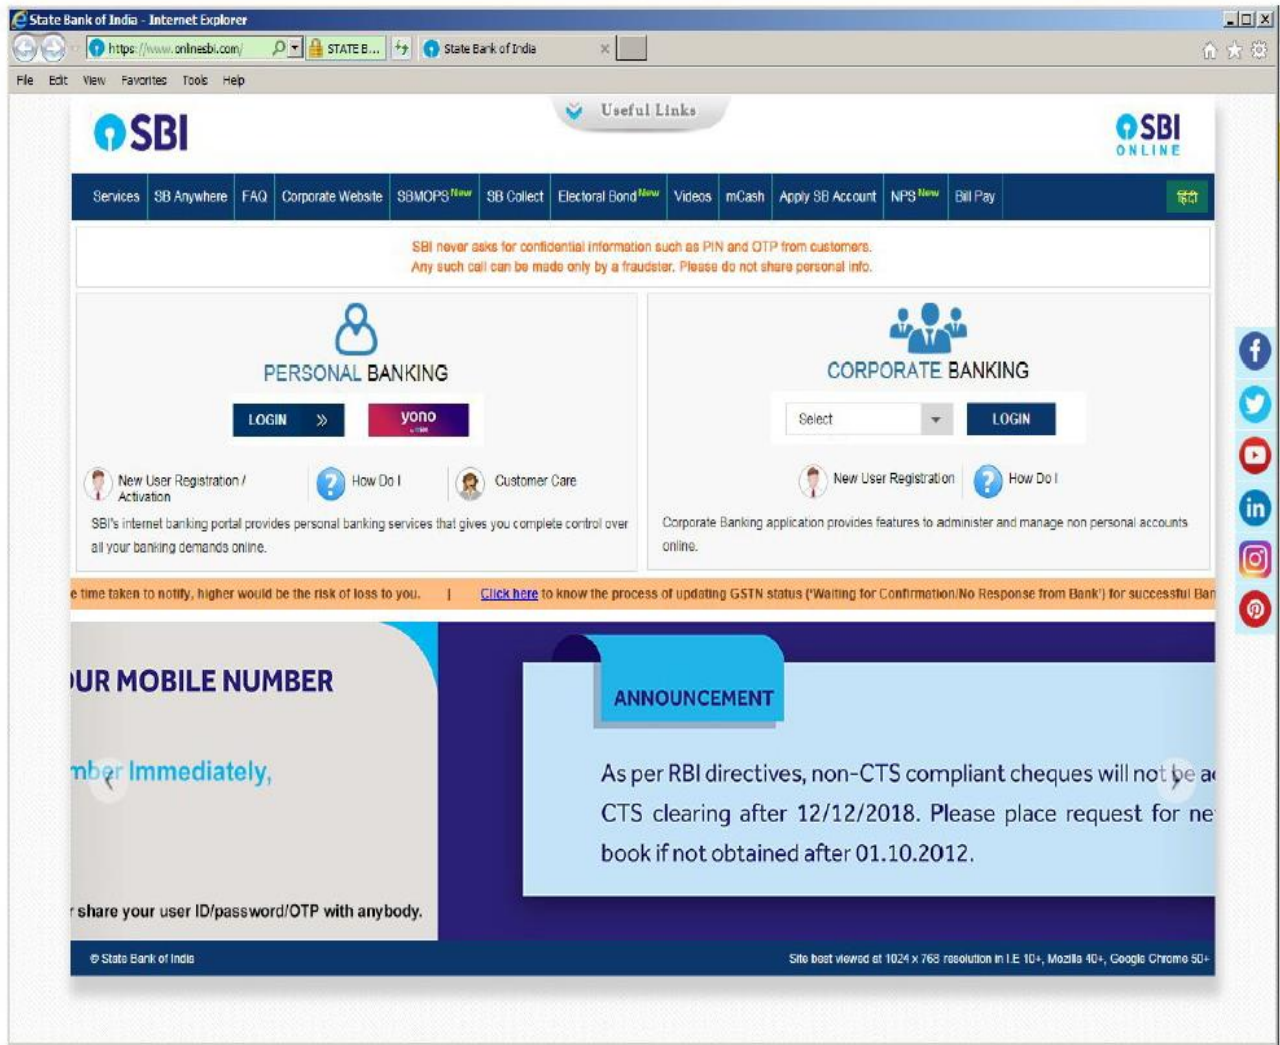 State Bank of India - Internet Explorer
https://www.onlinesbi.com/ STATE B... State Bank of India
File Edit View Favorites Tools Help
Useful Links
SBI
SBI
ONLINE
Services SB Anywhere FAQ Corporate Website SBMOPS New SB Collect Electoral Bond New Videos mCash Apply SB Account NPS New Bill Pay हिंदी
SBI never asks for confidential information such as PIN and OTP from customers.
Any such call can be made only by a fraudster. Please do not share personal info.
PERSONAL BANKING
LOGIN » yono
New User Registration /
Activation
How Do I
Customer Care
SBI's internet banking portal provides personal banking services that gives you complete control over
all your banking demands online.
CORPORATE BANKING
Select LOGIN
New User Registration How Do I
Corporate Banking application provides features to administer and manage non personal accounts
online.
e time taken to notify, higher would be the risk of loss to you. | Click here to know the process of updating GSTN status ('Waiting for Confirmation/No Response from Bank') for successful Ban
OUR MOBILE NUMBER
mber Immediately,
r share your user ID/password/OTP with anybody.
ANNOUNCEMENT
As per RBI directives, non-CTS compliant cheques will not be ac
CTS clearing after 12/12/2018. Please place request for ne
book if not obtained after 01.10.2012.
© State Bank of India
Site best viewed at 1024 x 768 resolution in I.E 10+, Mozilla 40+, Google Chrome 50+